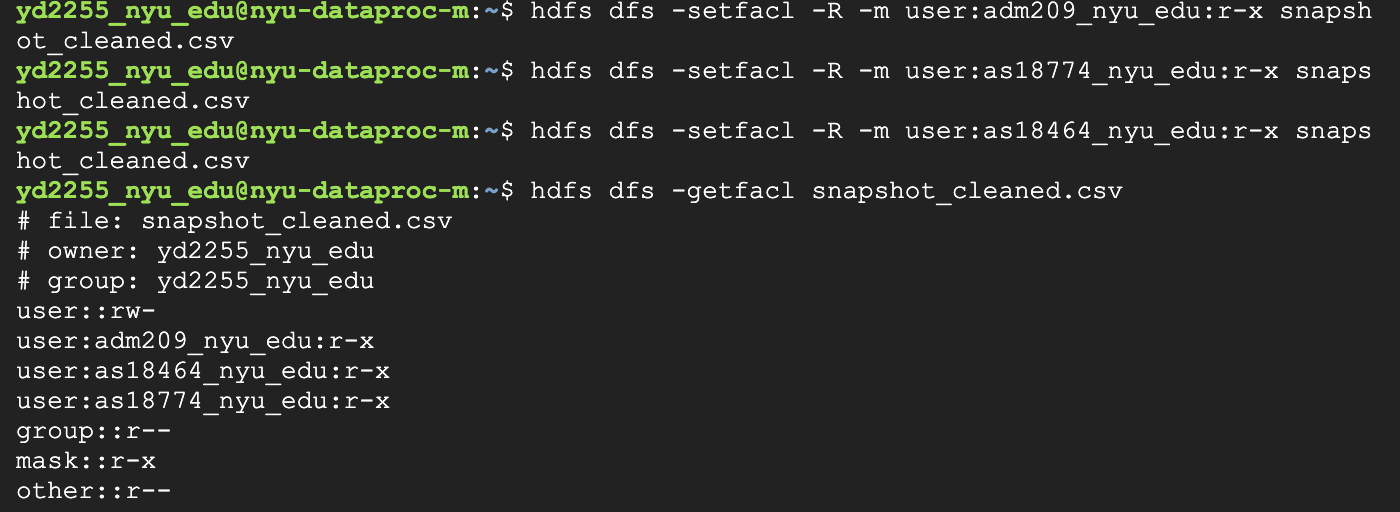 yd2255_nyu_edu@nyu-dataproc-m:~$ hdfs dfs -setfacl -R -m user:adm209_nyu_edu:r-x snapsh
ot_cleaned.csv
yd2255_nyu_edu@nyu-dataproc-m:~$ hdfs dfs -setfacl -R -m user:as18774_nyu_edu:r-x snaps
hot_cleaned.csv
yd2255_nyu_edu@nyu-dataproc-m:~$ hdfs dfs -setfacl -R -m user:as18464_nyu_edu:r-x snaps
hot_cleaned.csv
yd2255_nyu_edu@nyu-dataproc-m:~$ hdfs dfs -getfacl snapshot_cleaned.csv
# file: snapshot_cleaned.csv
# owner: yd2255_nyu_edu
# group: yd2255_nyu_edu
user::rw-
user:adm209_nyu_edu:r-x
user:as18464_nyu_edu:r-x
user:as18774_nyu_edu:r-x
group::r--
mask::r-x
other::r--